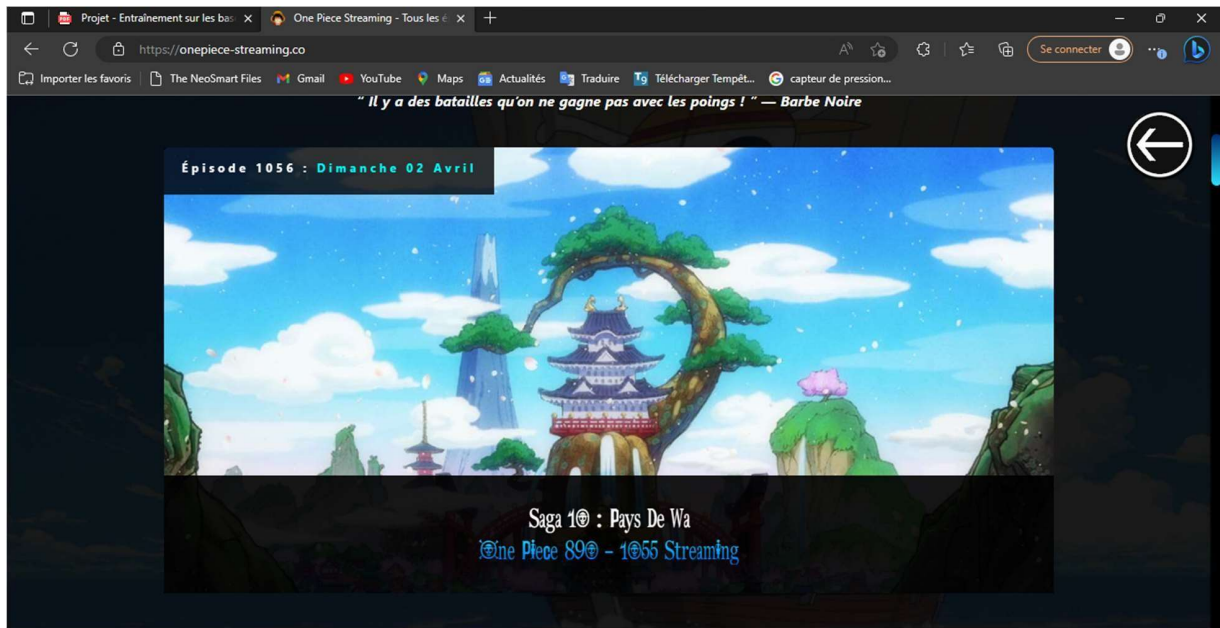 Projet - Entraînement sur les bas
One Piece Streaming - Tous les é
https://onepiece-streaming.co
Se connecter
Importer les favoris
The NeoSmart Files
Gmail
YouTube
Maps
Actualités
Traduire
Télécharger Tempêt...
capteur de pression...
“ Il y a des batailles qu'on ne gagne pas avec les poings ! ” — Barbe Noire
Épisode 1056 : Dimanche 02 Avril
Saga 10 : Pays De Wa
One Piece 890 - 1055 Streaming